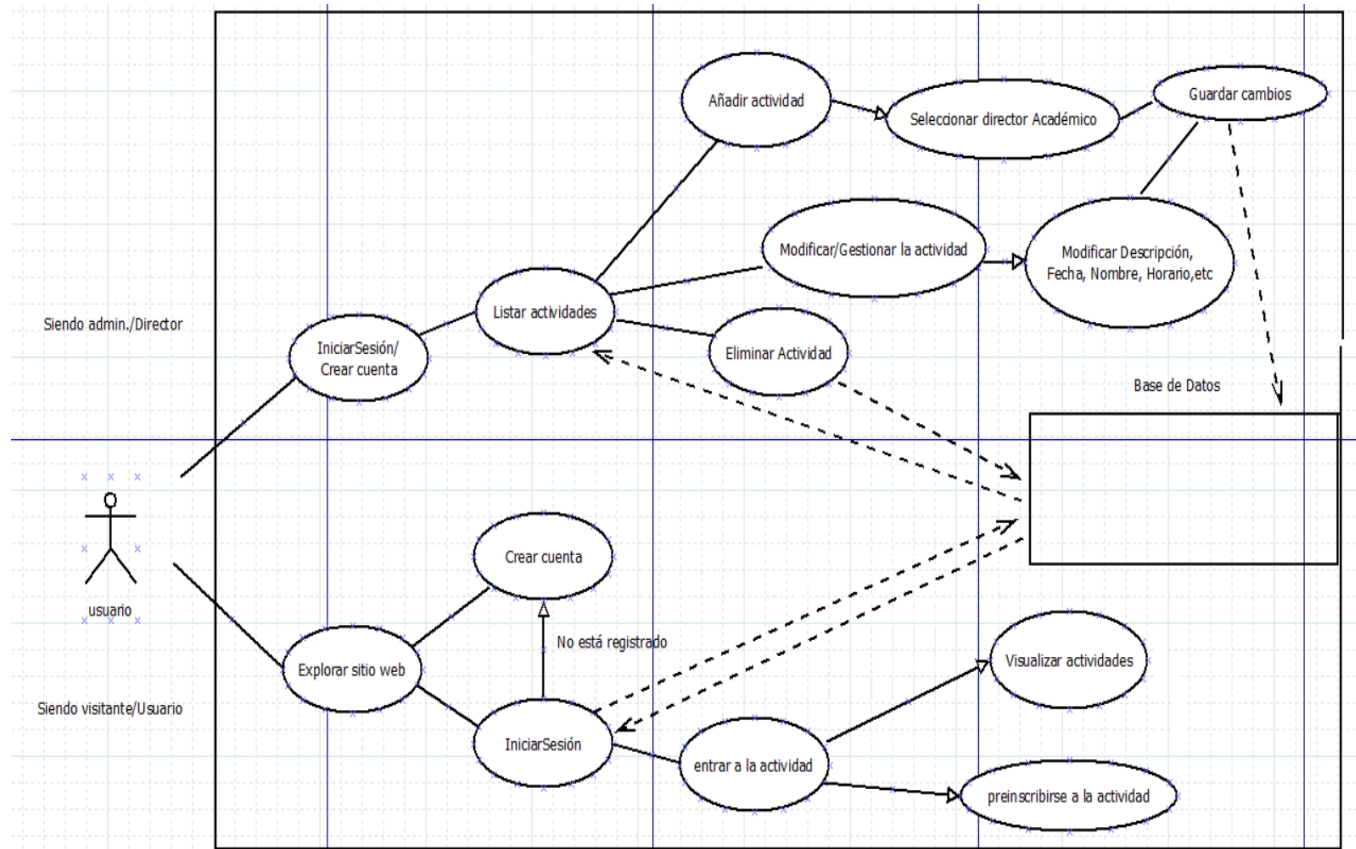 Añadir actividad
Guardar cambios
Seleccionar director Académico
Modificar/Gestionar la actividad
Modificar Descripción,
Fecha, Nombre, Horario,etc
Listar actividades
Siendo admin./Director
IniciarSesión/
Crear cuenta
Eliminar Actividad
Base de Datos
Crear cuenta
usuario
No está registrado
Explorar sitio web
Visualizar actividades
Siendo visitante/Usuario
IniciarSesión
entrar a la actividad
preinscribirse a la actividad